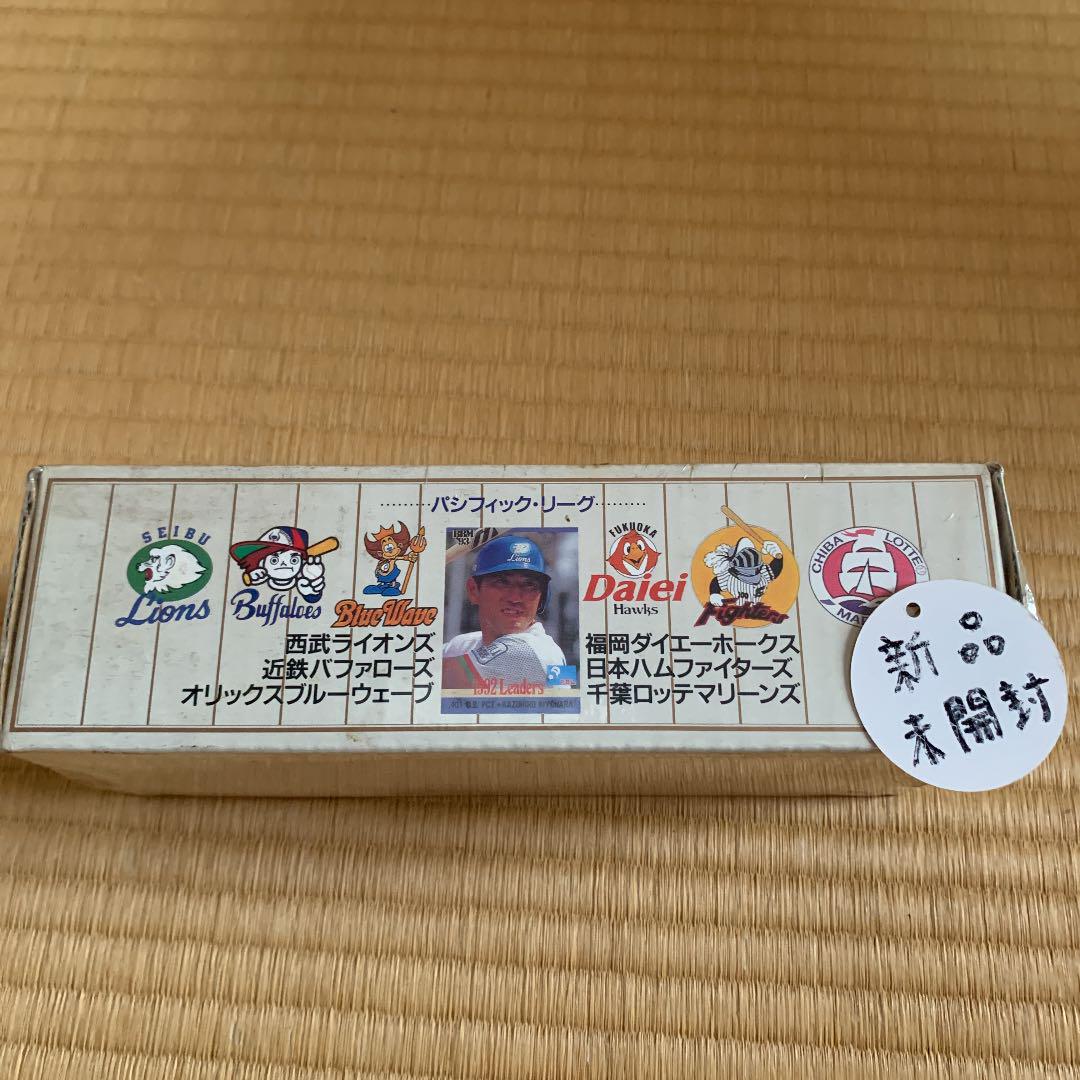 パシフィック・リーグ
SEIBU
Lions
Buffaloes
BlueWave
BBM
'93
Lions
1992 Leaders
FUKUOKA
Daiei
Hawks
Fighters
CHIBA LOTTE
MAR
西武ライオンズ
近鉄バファローズ
オリックスブルーウェーブ
福岡ダイエーホークス
日本ハムファイターズ
千葉ロッテマリーンズ
新品
未開封